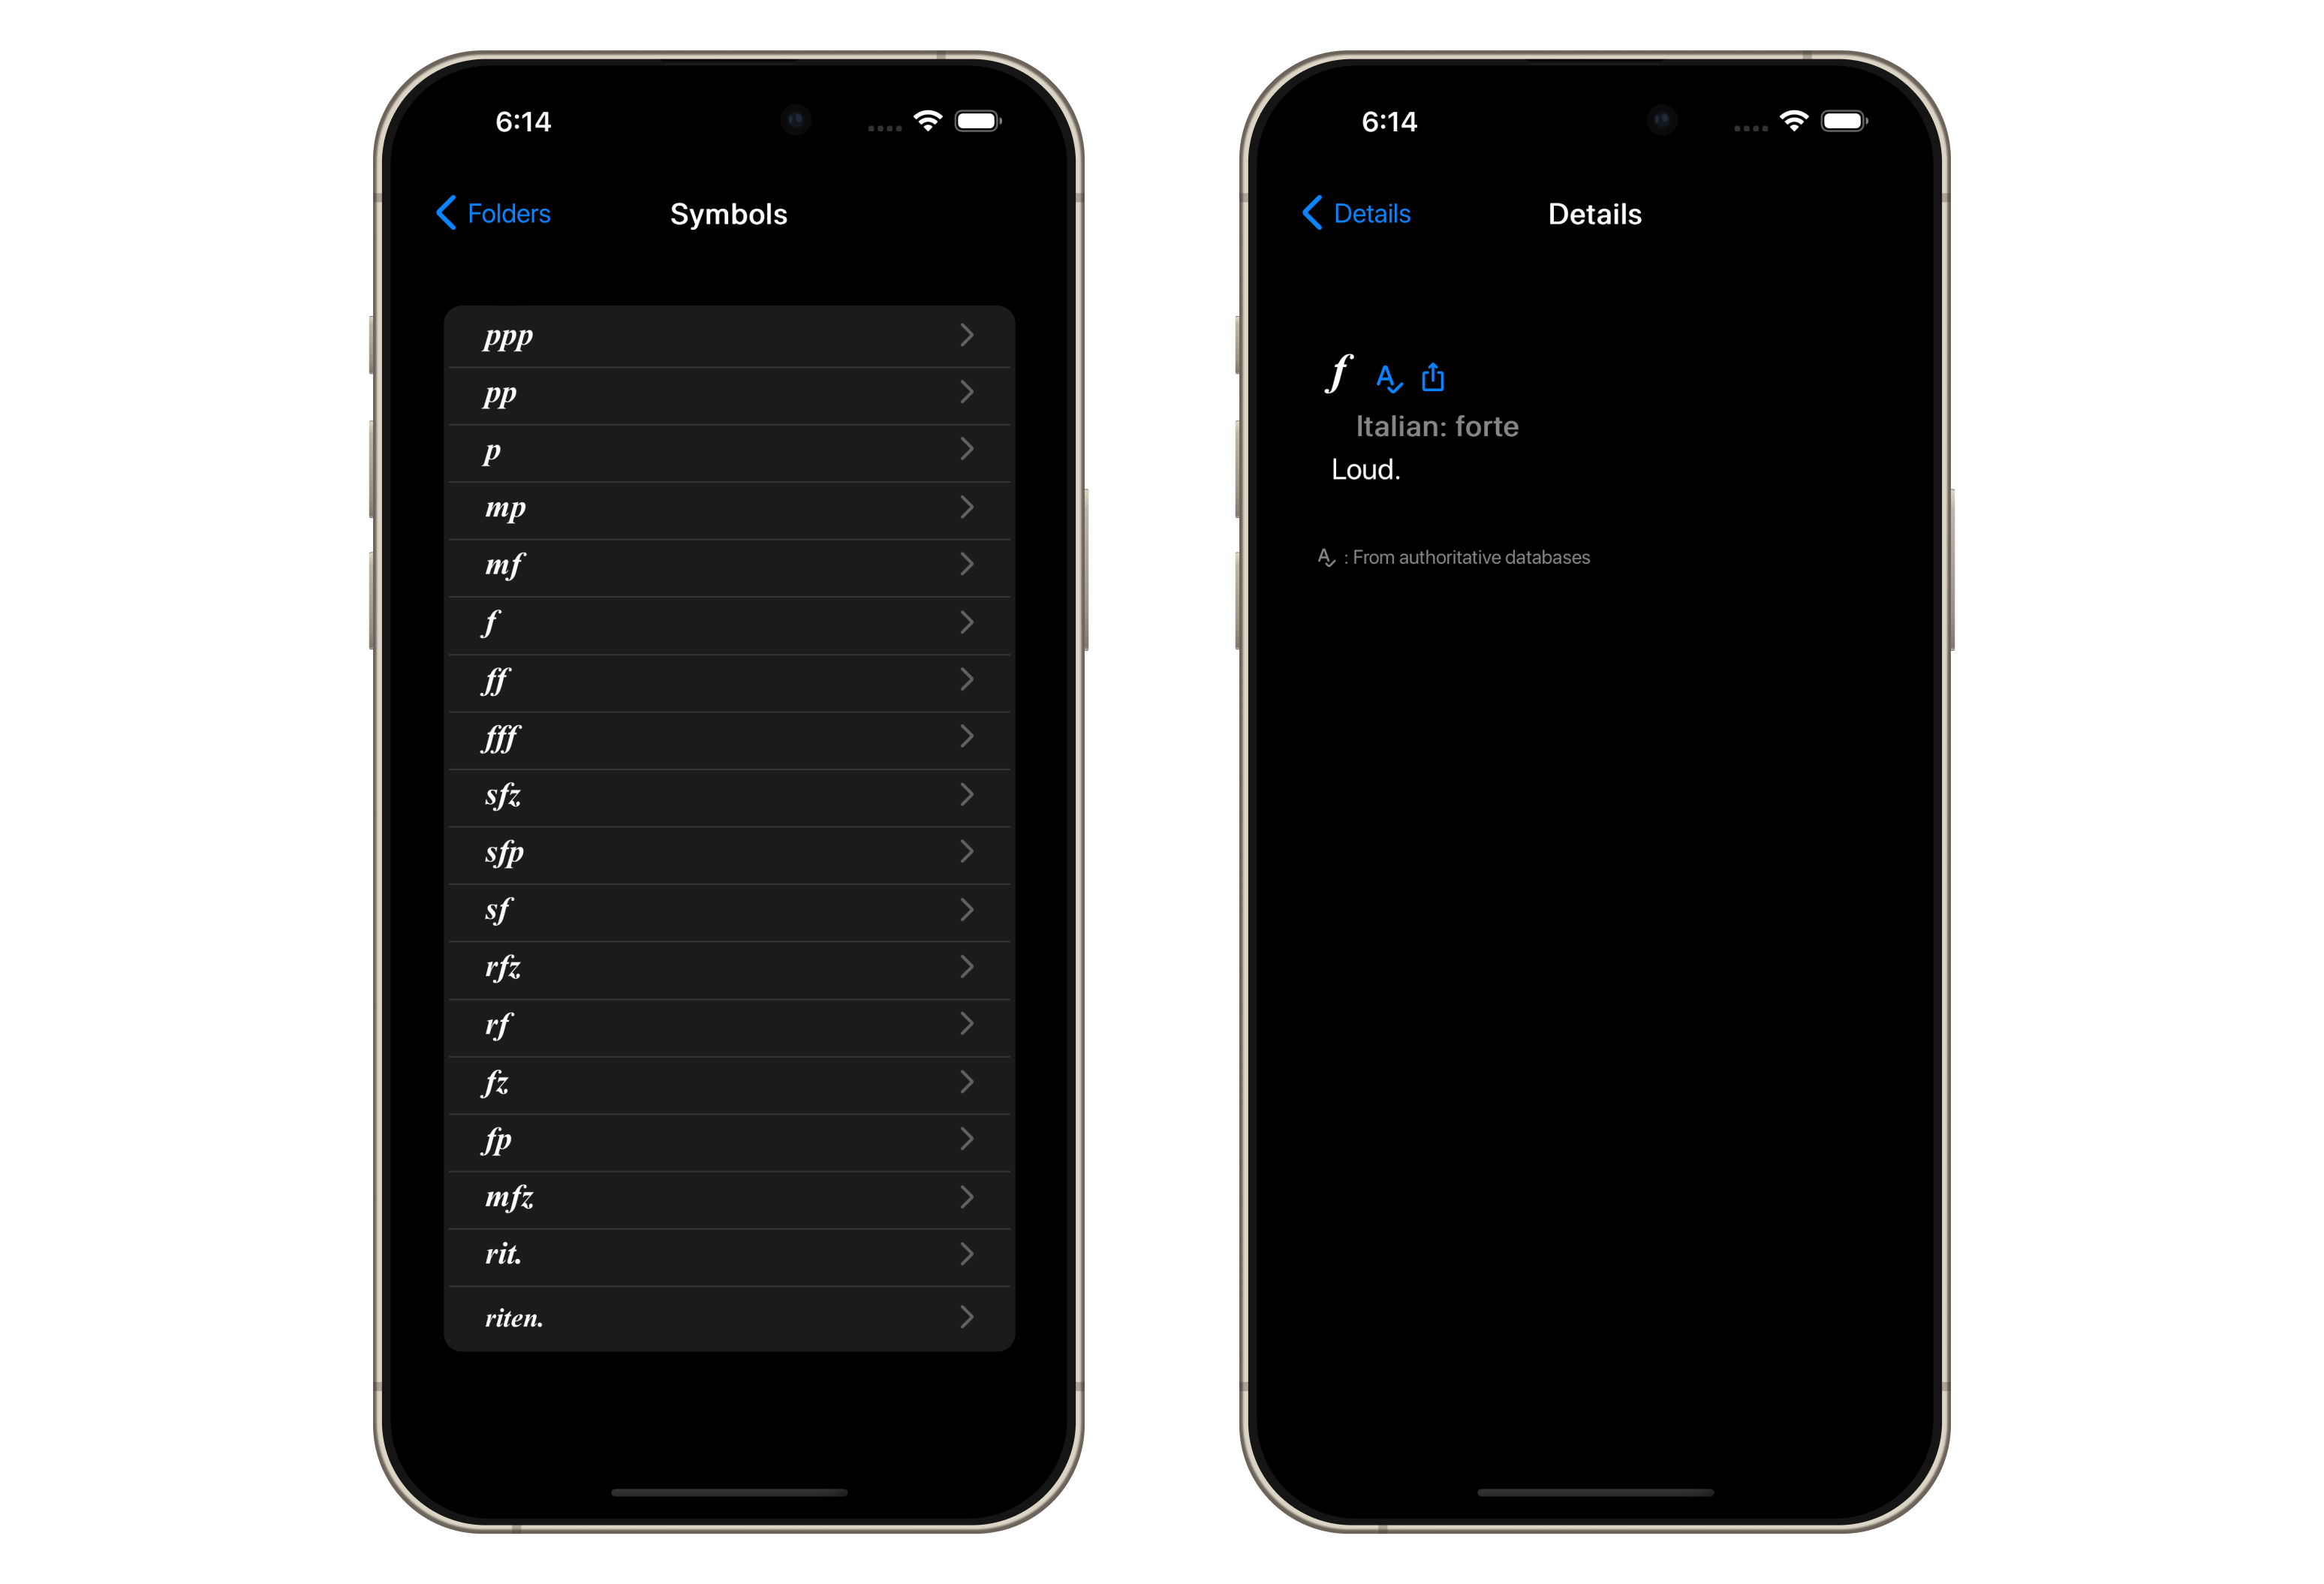 6:14
Folders
Symbols
ppp
pp
p
mp
mf
f
ff
fff
sfz
sfp
sf
rfz
rf
fz
fp
mfz
rit.
riten.
6:14
Details
Details
f
Italian: forte
Loud.
A : From authoritative databases